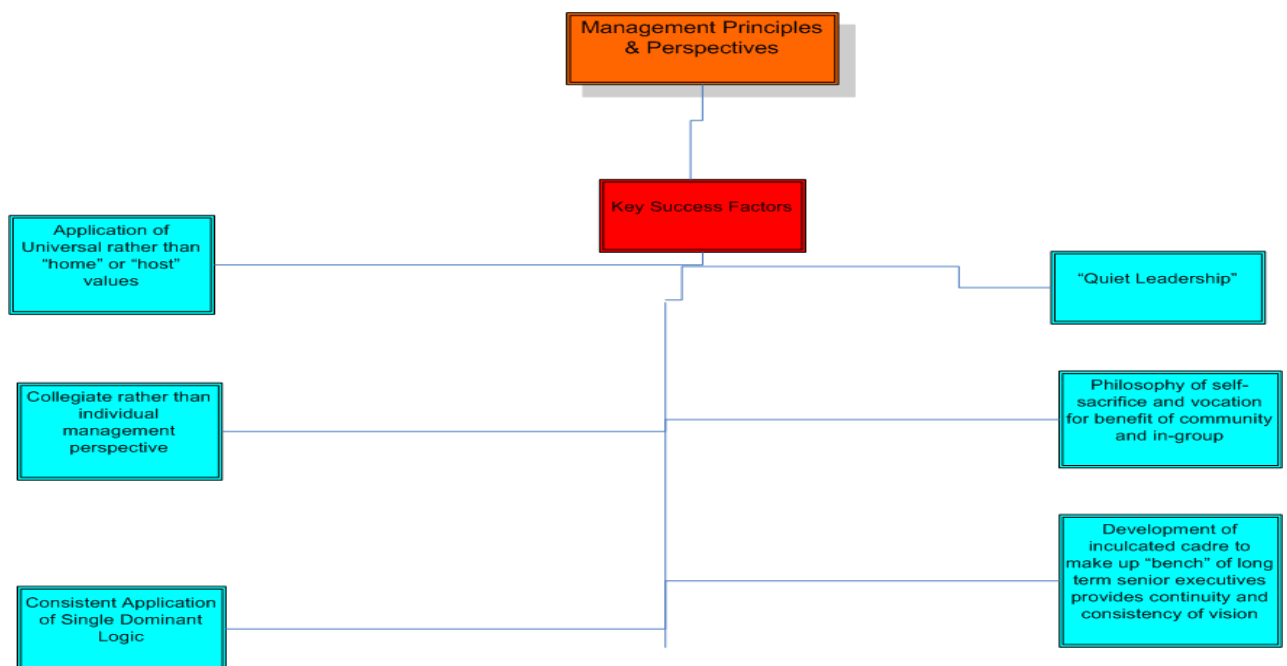 Management Principles
& Perspectives
Key Success Factors
Application of
Universal rather than
“home” or “host”
values
“Quiet Leadership”
Collegiate rather than
individual
management
perspective
Philosophy of self-
sacrifice and vocation
for benefit of community
and in-group
Consistent Application
of Single Dominant
Logic
Development of
inculcated cadre to
make up “bench” of long
term senior executives
provides continuity and
consistency of vision